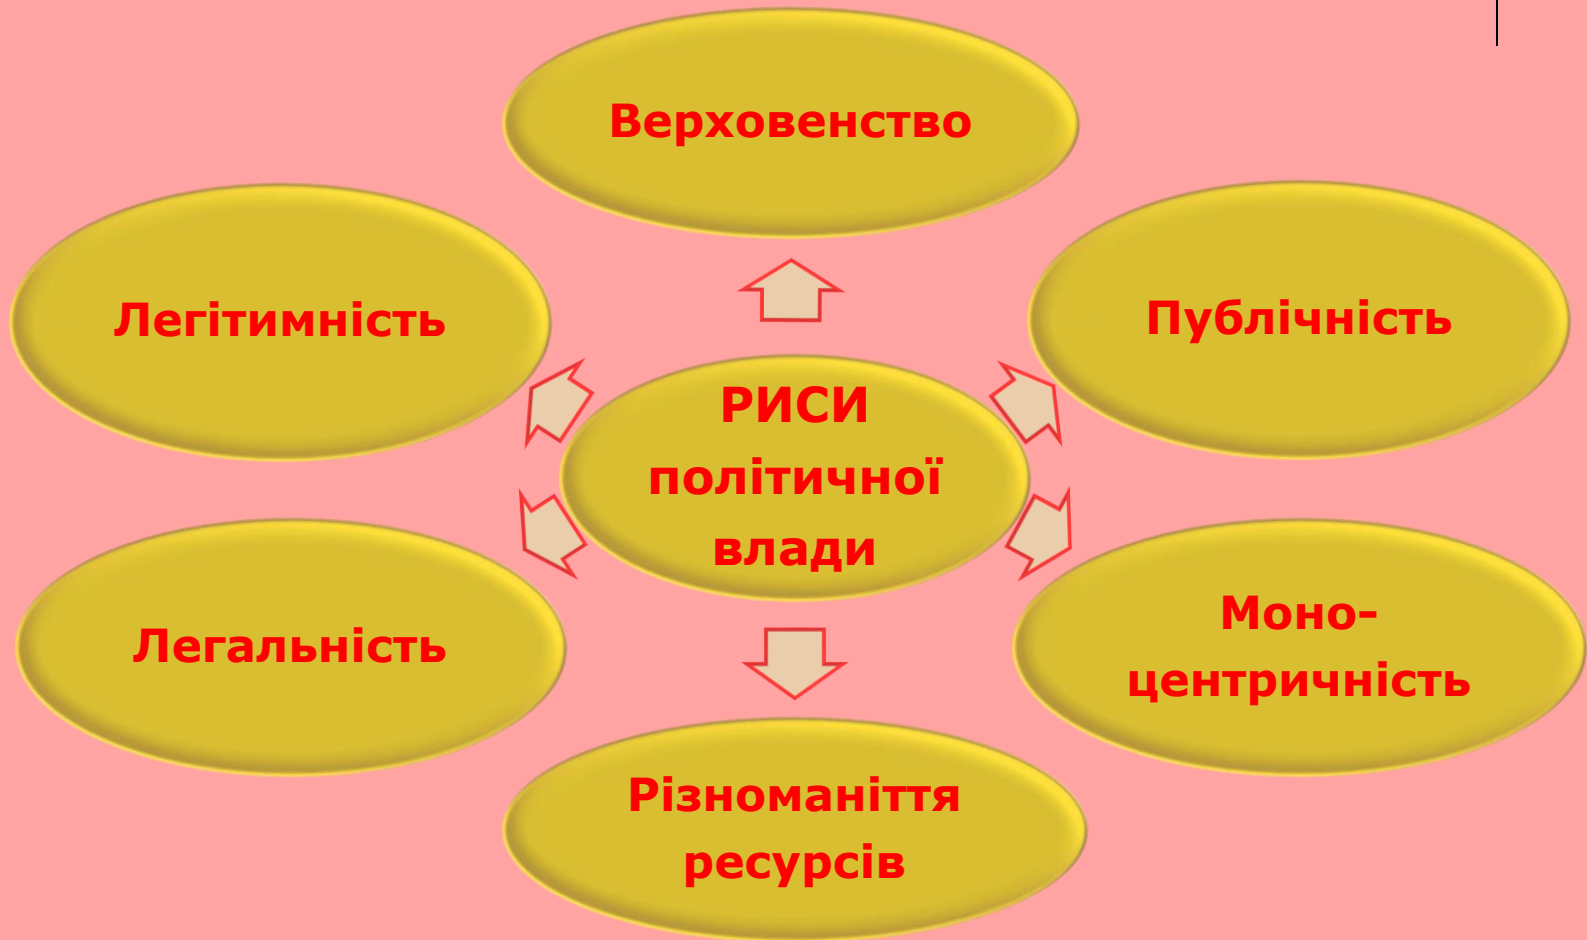 Верховенство
Легітимність
Публічність
РИСИ
політичної
влади
Легальність
Моно-
центричність
Різноманіття
ресурсів